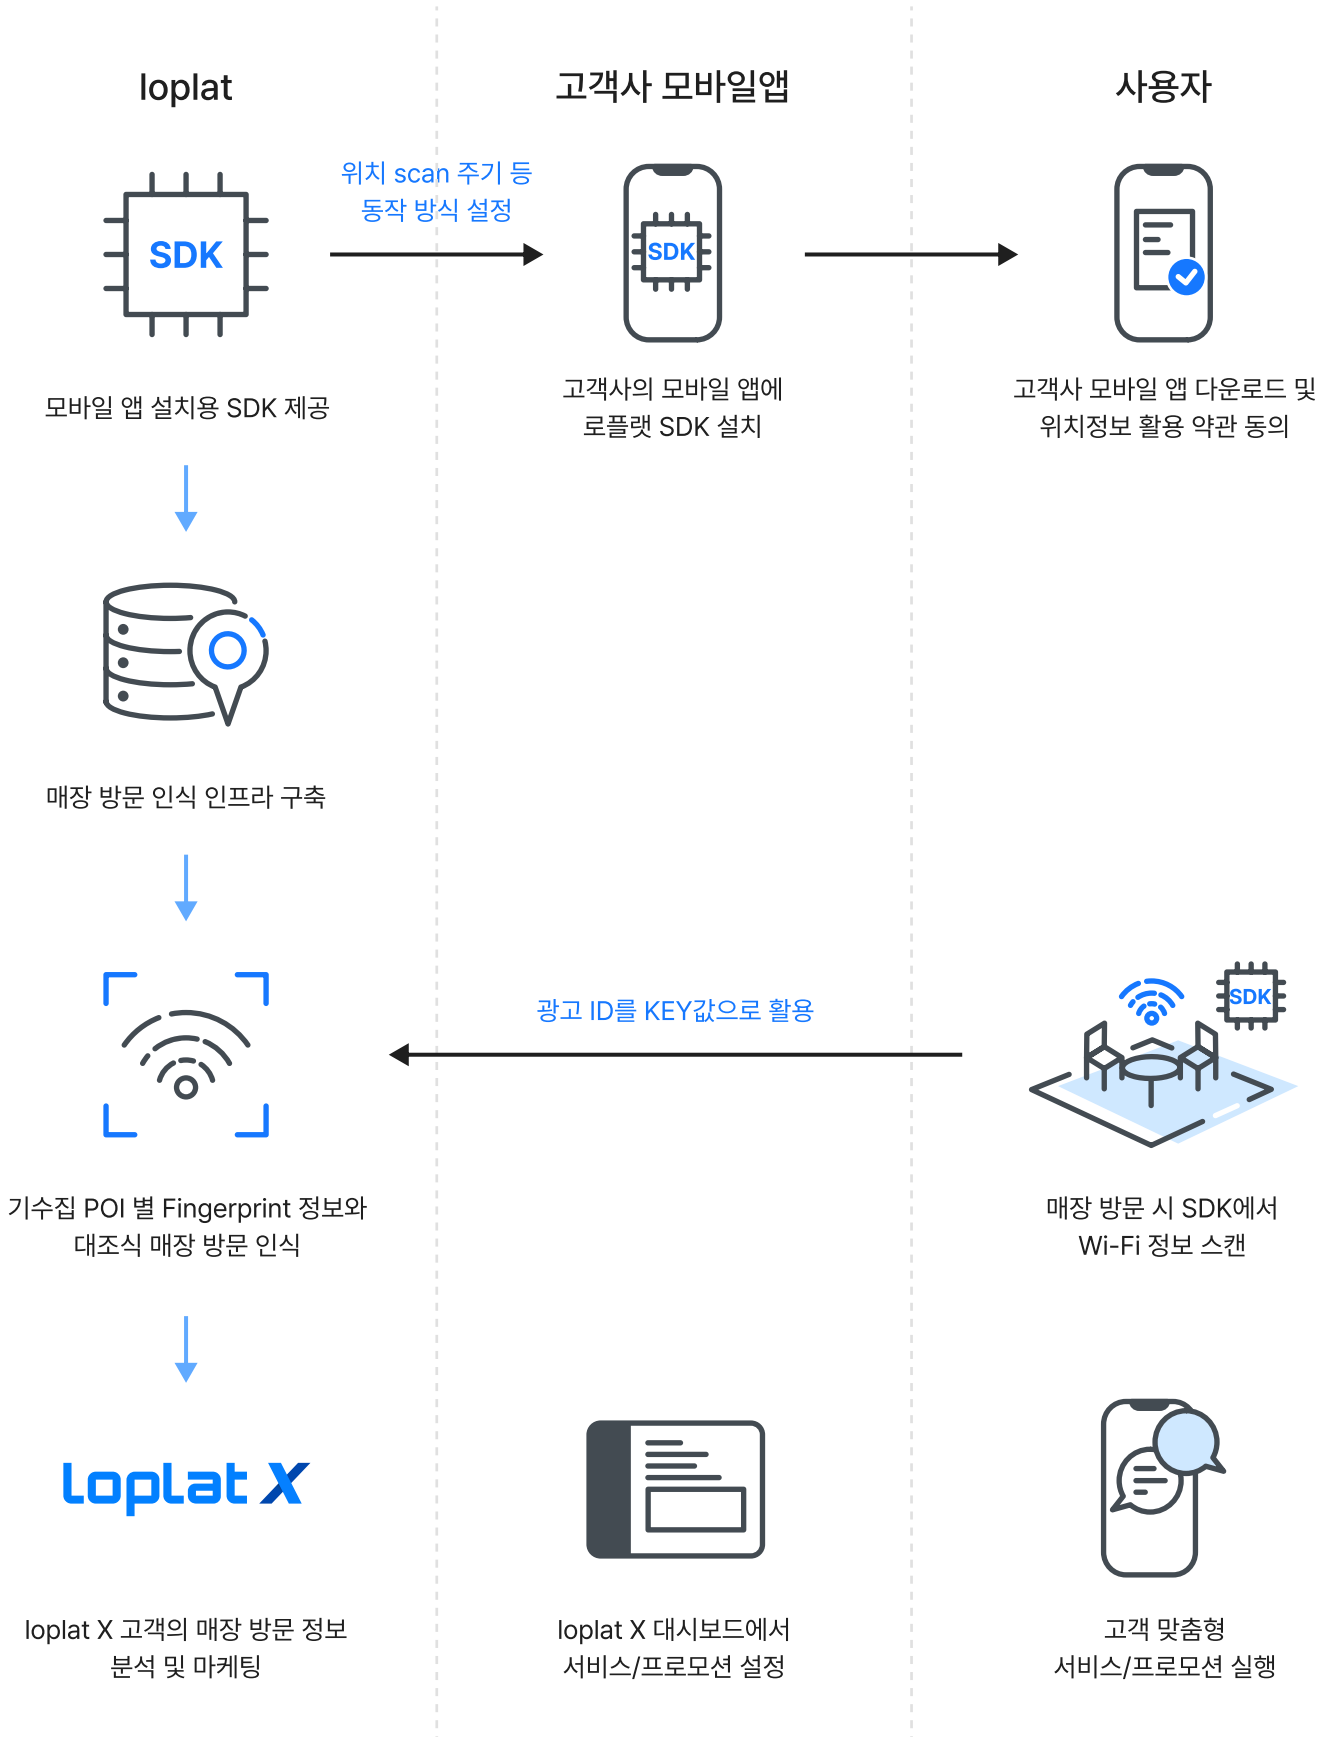 loplat
고객사 모바일앱
사용자
위치 scan 주기 등
동작 방식 설정
SDK
SDK
모바일 앱 설치용 SDK 제공
고객사의 모바일 앱에
로플랫 SDK 설치
고객사 모바일 앱 다운로드 및
위치정보 활용 약관 동의
매장 방문 인식 인프라 구축
광고 ID를 KEY값으로 활용
SDK
기수집 POI 별 Fingerprint 정보와
대조식 매장 방문 인식
매장 방문 시 SDK에서
Wi-Fi 정보 스캔
loplat X
loplat X 고객의 매장 방문 정보
분석 및 마케팅
loplat X 대시보드에서
서비스/프로모션 설정
고객 맞춤형
서비스/프로모션 실행